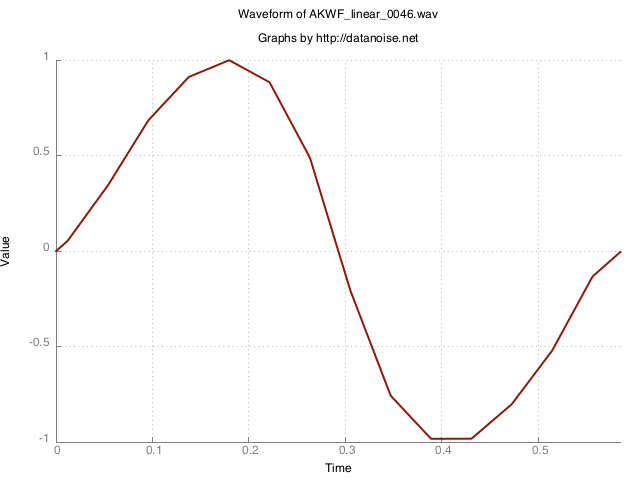 Waveform of AKWF_linear_0046.wav
Graphs by http://datanoise.net
1
0.5
0
-0.5
-1
Value
0 0.1 0.2 0.3 0.4 0.5
Time